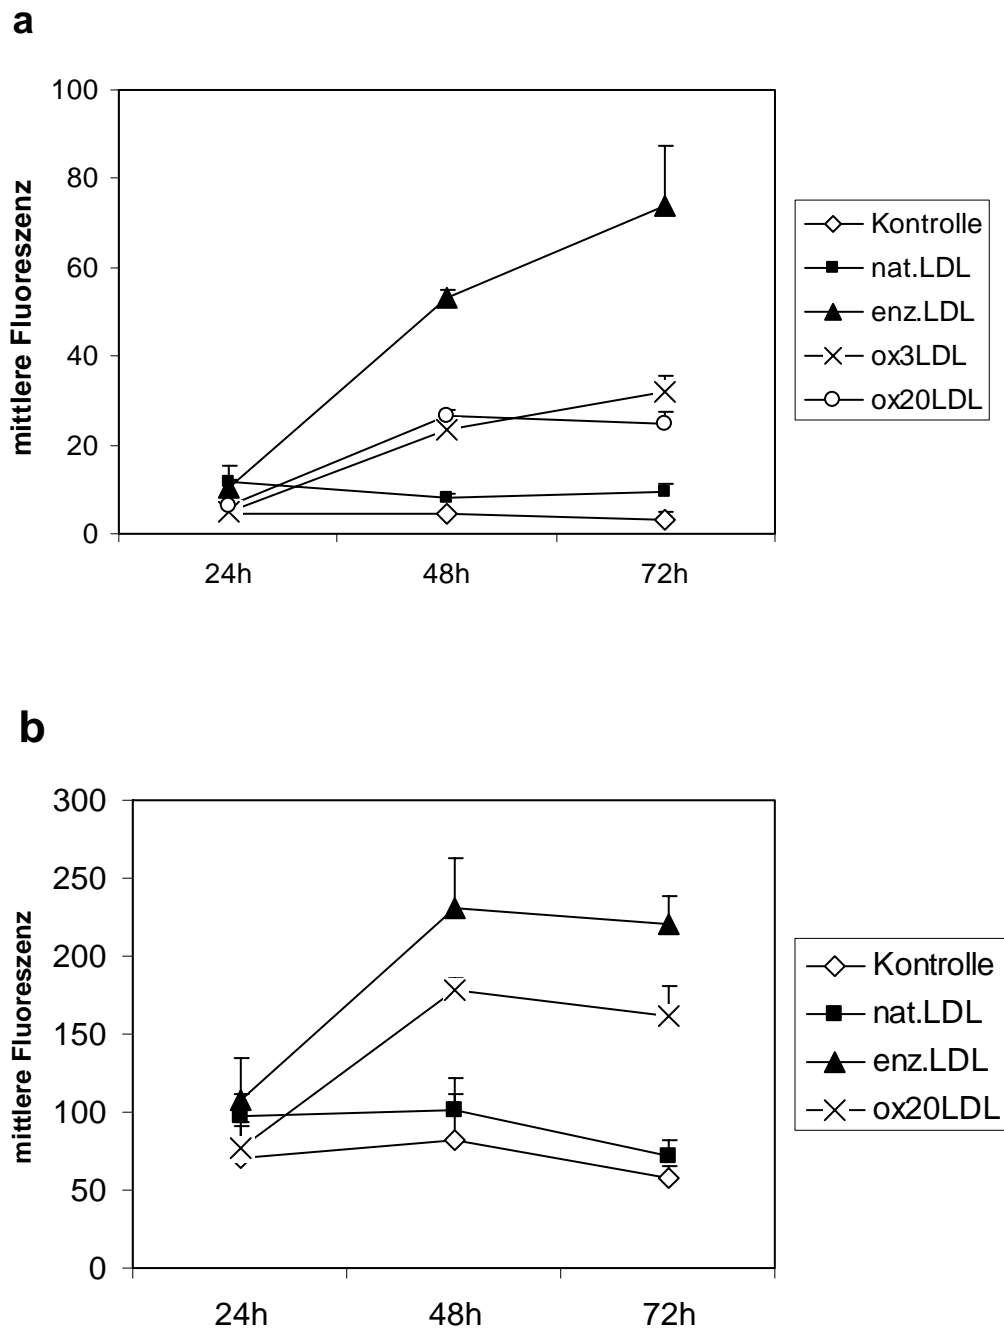 a
100
80
60
40
20
0
mittlere Fluoreszenz
24h 48h 72h
Kontrolle
nat.LDL
enz.LDL
ox3LDL
ox20LDL
b
300
250
200
150
100
50
0
mittlere Fluoreszenz
24h 48h 72h
Kontrolle
nat.LDL
enz.LDL
ox20LDL